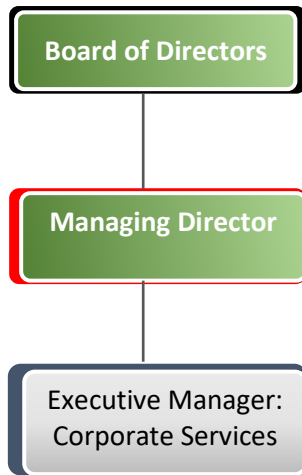 Board of Directors
Managing Director
Executive Manager:
Corporate Services